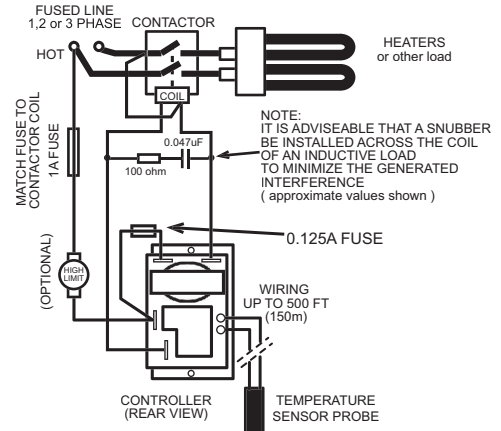 FUSED LINE
1,2 or 3 PHASE
CONTACTOR
HOT
HEATERS
or other load
COIL
MATCH FUSE TO
CONTACTOR COIL
1A FUSE
0.047uF
100 ohm
NOTE:
IT IS ADVISEABLE THAT A SNUBBER
BE INSTALLED ACROSS THE COIL
OF AN INDUCTIVE LOAD
TO MINIMIZE THE GENERATED
INTERFERENCE
( approximate values shown )
0.125A FUSE
(OPTIONAL)
HIGH
LIMIT
WIRING
UP TO 500 FT
(150m)
CONTROLLER
(REAR VIEW)
TEMPERATURE
SENSOR PROBE